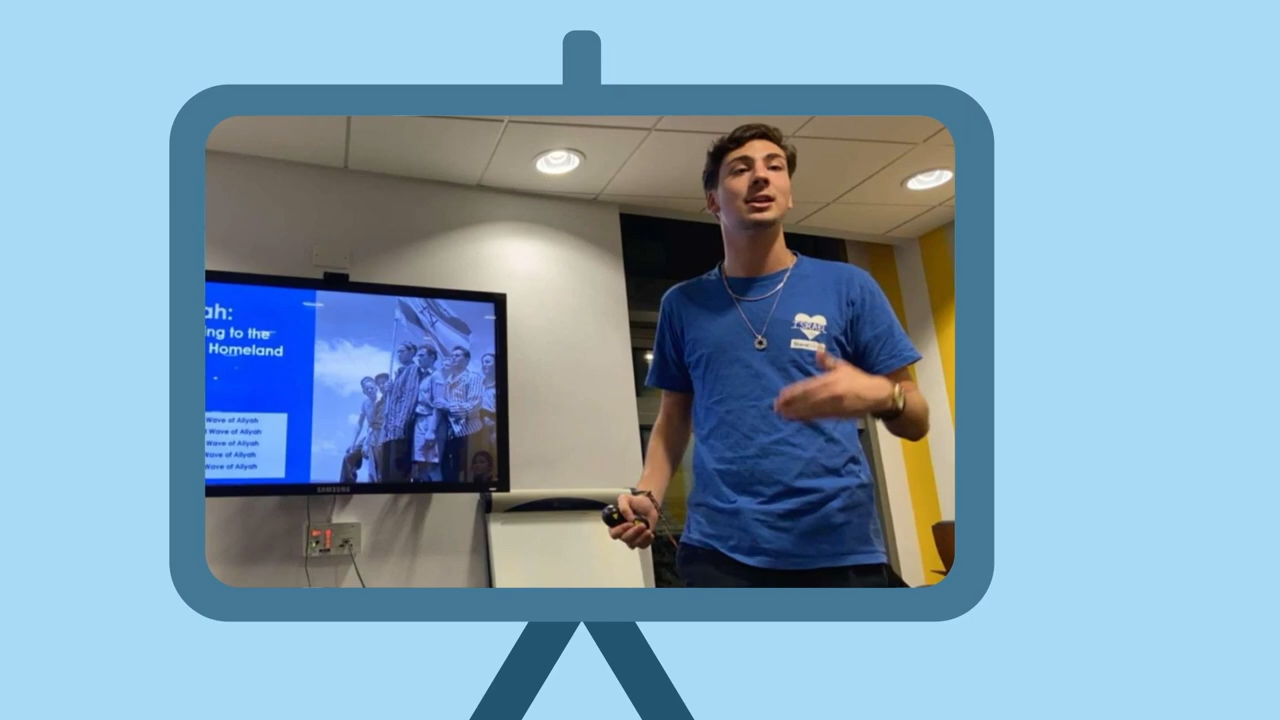 ah:
ing to the
Homeland
Wave of Aliyah
Wave of Aliyah
Wave of Aliyah
Wave of Aliyah
Wave of Aliyah
SAMSUNG
ISRAEL